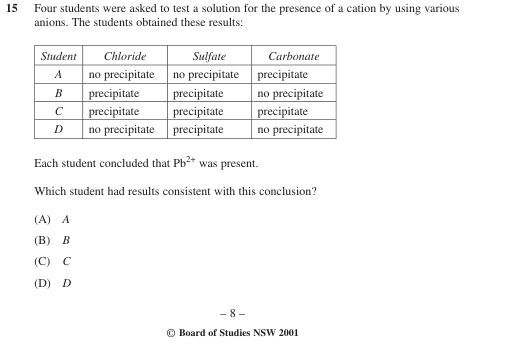 15 Four students were asked to test a solution for the presence of a cation by using various
anions. The students obtained these results:
Student Chloride Sulfate Carbonate
A no precipitate no precipitate precipitate
B precipitate precipitate no precipitate
C precipitate precipitate precipitate
D no precipitate precipitate no precipitate
Each student concluded that Pb²⁺ was present.
Which student had results consistent with this conclusion?
(A) A
(B) B
(C) C
(D) D
– 8 –
© Board of Studies NSW 2001